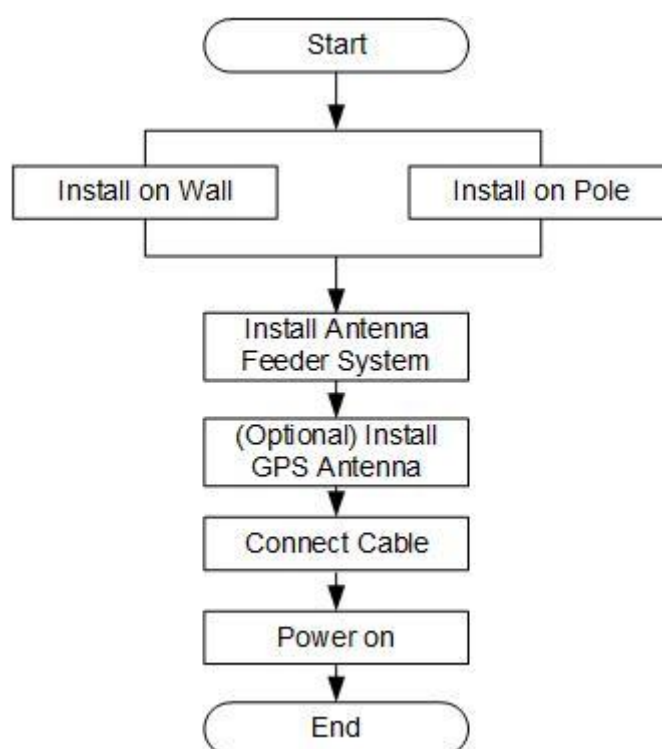 Start
Install on Wall
Install on Pole
Install Antenna
Feeder System
(Optional) Install
GPS Antenna
Connect Cable
Power on
End